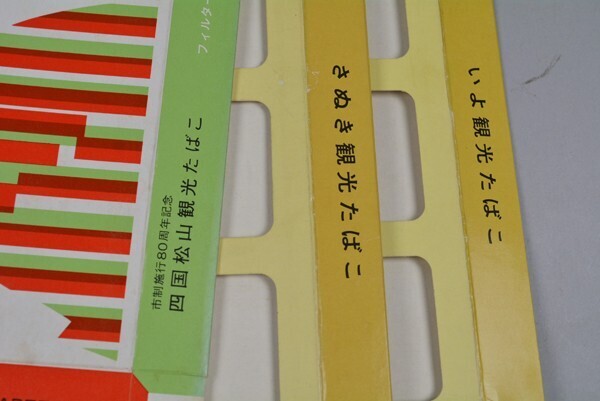 フィルター
市制施行80周年記念
四国松山観光たばこ
さぬき観光たばこ
いよ観光たばこ